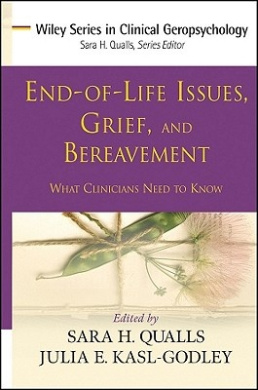 Wiley Series in Clinical Geropsychology
Sara H. Qualls, Series Editor
END-OF-LIFE ISSUES,
GRIEF, AND
BEREAVEMENT
WHAT CLINICIANS NEED TO KNOW
Edited by
SARA H. QUALLS
JULIA E. KASL-GODLEY